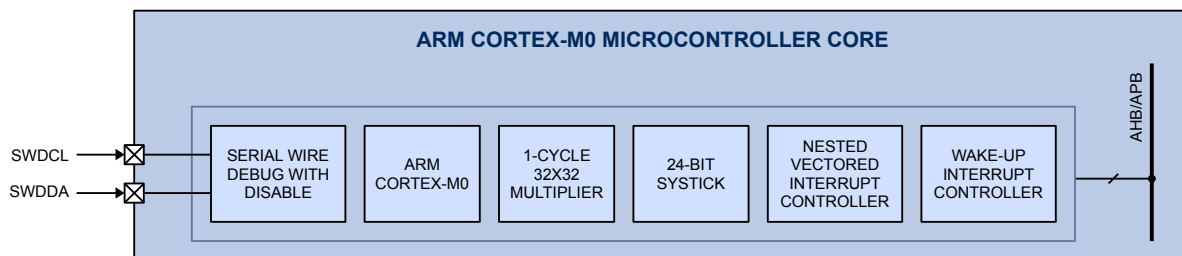 ARM CORTEX-M0 MICROCONTROLLER CORE
AHB/APB
SWDCL
SWDDA
SERIAL WIRE
DEBUG WITH
DISABLE
ARM
CORTEX-M0
1-CYCLE
32X32
MULTIPLIER
24-BIT
SYSTICK
NESTED
VECTORED
INTERRUPT
CONTROLLER
WAKE-UP
INTERRUPT
CONTROLLER